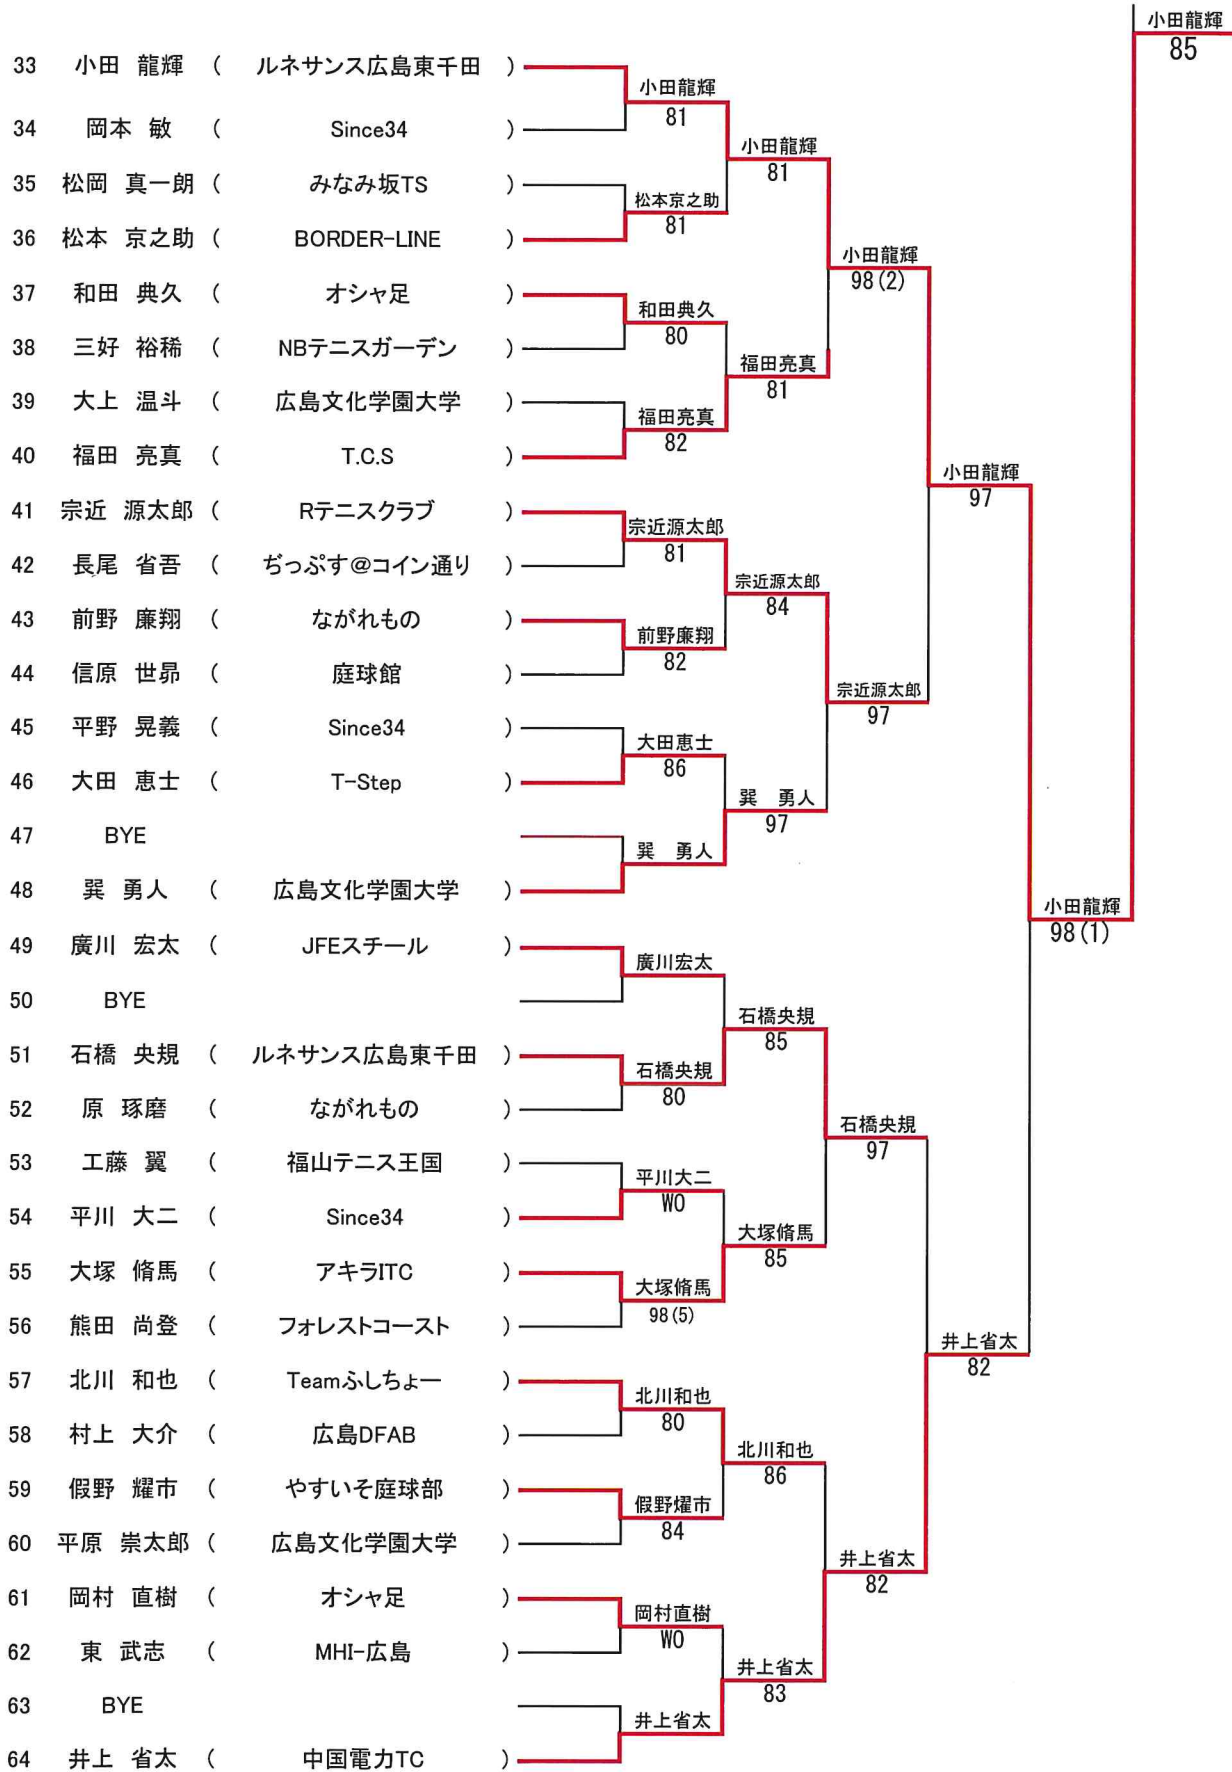 小田龍輝
85
33 小田 龍輝 ( ルネサンス広島東千田 )
小田龍輝
81
34 岡本 敏 ( Since34 )
小田龍輝
81
35 松岡 真一朗 ( みなみ坂TS )
松本京之助
81
36 松本 京之助 ( BORDER-LINE )
小田龍輝
98(2)
37 和田 典久 ( オシャ足 )
和田典久
80
38 三好 裕稀 ( NBテニスガーデン )
福田亮真
81
39 大上 温斗 ( 広島文化学園大学 )
福田亮真
82
40 福田 亮真 ( T.C.S )
小田龍輝
97
41 宗近 源太郎 ( Rテニスクラブ )
宗近源太郎
81
42 長尾 省吾 ( ぢっぷす@コイン通り )
宗近源太郎
84
43 前野 廉翔 ( ながれもの )
前野廉翔
82
44 信原 世昴 ( 庭球館 )
宗近源太郎
97
45 平野 晃義 ( Since34 )
大田恵士
86
46 大田 恵士 ( T-Step )
巽 勇人
97
47 BYE
巽 勇人
48 巽 勇人 ( 広島文化学園大学 )
小田龍輝
98(1)
49 廣川 宏太 ( JFEスチール )
廣川宏太
50 BYE
石橋央規
85
51 石橋 央規 ( ルネサンス広島東千田 )
石橋央規
80
52 原 琢磨 ( ながれもの )
石橋央規
97
53 工藤 翼 ( 福山テニス王国 )
平川大二
WO
54 平川 大二 ( Since34 )
大塚脩馬
85
55 大塚 脩馬 ( アキラITC )
大塚脩馬
98(5)
56 熊田 尚登 ( フォレストコースト )
井上省太
82
57 北川 和也 ( Teamふしちょー )
北川和也
80
58 村上 大介 ( 広島DFAB )
北川和也
86
59 假野 耀市 ( やすいそ庭球部 )
假野燿市
84
60 平原 崇太郎 ( 広島文化学園大学 )
井上省太
82
61 岡村 直樹 ( オシャ足 )
岡村直樹
WO
62 東 武志 ( MHI-広島 )
井上省太
83
63 BYE
井上省太
64 井上 省太 ( 中国電力TC )